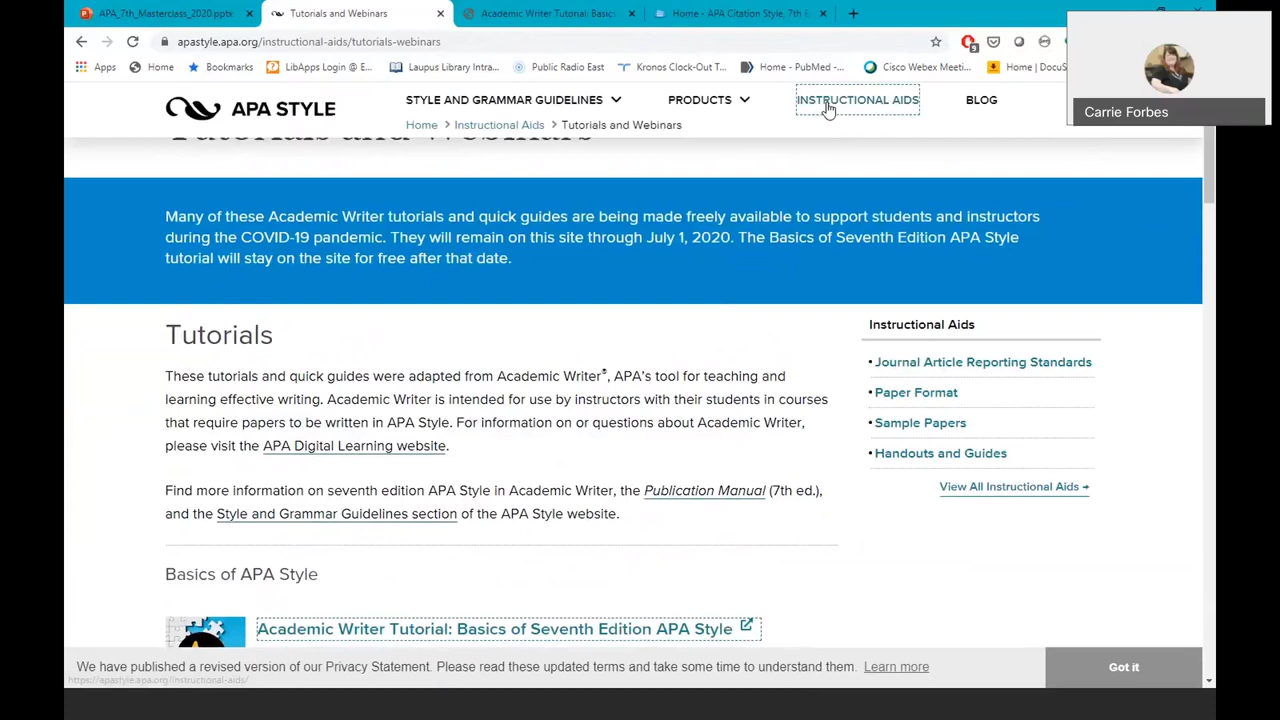 APA_7th_Masterclass_2020.pptx
Tutorials and Webinars
Academic Writer Tutorial: Basics
Home - APA Citation Style, 7th E
apastyle.apa.org/instructional-aids/tutorials-webinars
Apps
Home
Bookmarks
LibApps Login @ E...
Laupus Library Intra...
Public Radio East
Kronos Clock-Out T...
Home - PubMed -...
Cisco Webex Meeti...
Home | DocuS
Carrie Forbes
APA STYLE
STYLE AND GRAMMAR GUIDELINES
PRODUCTS
INSTRUCTIONAL AIDS
BLOG
Home > Instructional Aids > Tutorials and Webinars
Tutorials and Webinars
Many of these Academic Writer tutorials and quick guides are being made freely available to support students and instructors
during the COVID-19 pandemic. They will remain on this site through July 1, 2020. The Basics of Seventh Edition APA Style
tutorial will stay on the site for free after that date.
Tutorials
These tutorials and quick guides were adapted from Academic Writer®, APA's tool for teaching and
learning effective writing. Academic Writer is intended for use by instructors with their students in courses
that require papers to be written in APA Style. For information on or questions about Academic Writer,
please visit the APA Digital Learning website.
Find more information on seventh edition APA Style in Academic Writer, the Publication Manual (7th ed.),
and the Style and Grammar Guidelines section of the APA Style website.
Basics of APA Style
Academic Writer Tutorial: Basics of Seventh Edition APA Style
Instructional Aids
• Journal Article Reporting Standards
• Paper Format
• Sample Papers
• Handouts and Guides
View All Instructional Aids →
We have published a revised version of our Privacy Statement. Please read these updated terms and take some time to understand them. Learn more
Got it
https://apastyle.apa.org/instructional-aids/